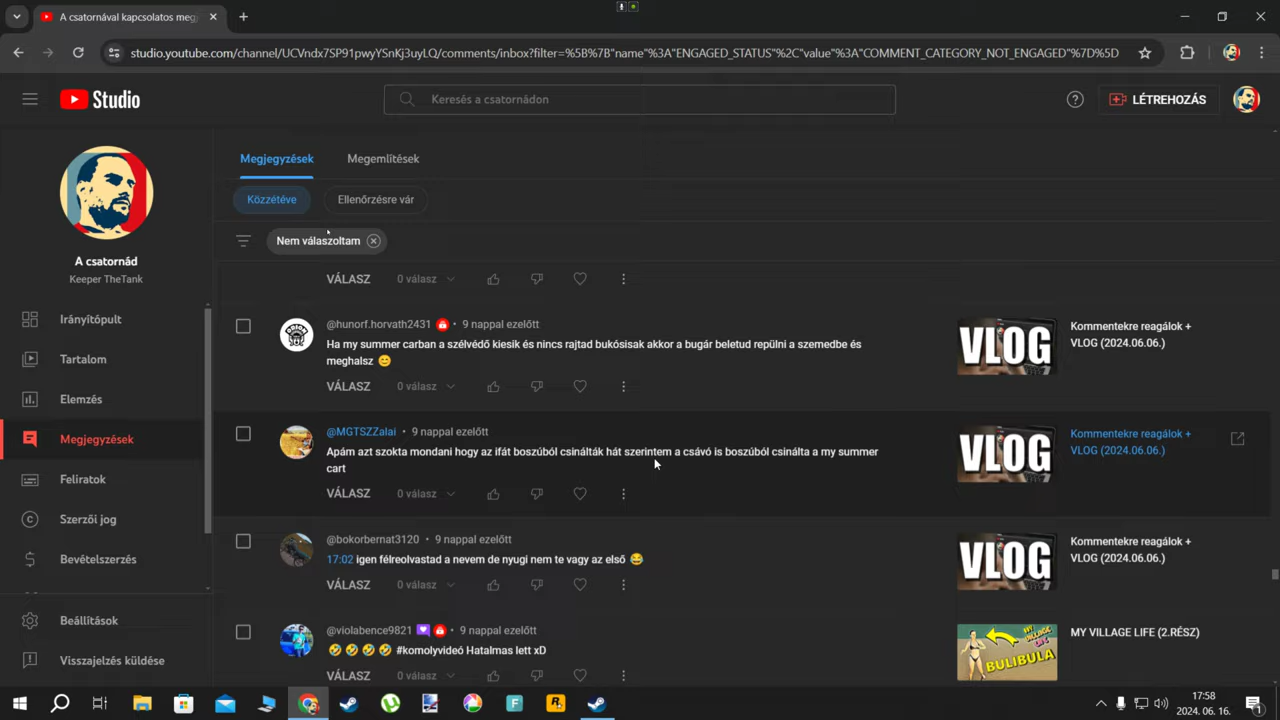 A csatornával kapcsolatos meg
studio.youtube.com/channel/UCVndx7SP91pwyYSnKj3uyLQ/comments/inbox?filter=%5B%7B"name"%3A"ENGAGED_STATUS"%2C"value"%3A"COMMENT_CATEGORY_NOT_ENGAGED"%7D%5D
Studio
Keresés a csatornádon
LÉTREHOZÁS
A csatornád
Keeper TheTank
Irányítópult
Tartalom
Elemzés
Megjegyzések
Feliratok
Szerzői jog
Bevételszerzés
Beállítások
Visszajelzés küldése
Megjegyzések
Megemlítések
Közzétéve
Ellenőrzésre vár
Nem válaszoltam
VÁLASZ 0 válasz
@hunorf.horvath2431 • 9 nappal ezelőtt
Ha my summer carban a szélvédő kiesik és nincs rajtad bukósisak akkor a bugár beletud repülni a szemedbe és
meghalsz 😊
VÁLASZ 0 válasz
VLOG
Kommentekre reagálok +
VLOG (2024.06.06.)
@MGTSZZalai • 9 nappal ezelőtt
Apám azt szokta mondani hogy az ifát boszúból csinálták hát szerintem a csávó is boszúból csinálta a my summer
cart
VÁLASZ 0 válasz
VLOG
Kommentekre reagálok +
VLOG (2024.06.06.)
@bokorbernat3120 • 9 nappal ezelőtt
17:02 igen félreolvastad a nevem de nyugi nem te vagy az első 😂
VÁLASZ 0 válasz
VLOG
Kommentekre reagálok +
VLOG (2024.06.06.)
@violabence9821 • 9 nappal ezelőtt
🤣🤣🤣🤣 #komolyvideó Hatalmas lett xD
VÁLASZ 0 válasz
MY VILLAGE LIFE
BULIBULA
MY VILLAGE LIFE (2.RÉSZ)
17:58
2024. 06. 16.